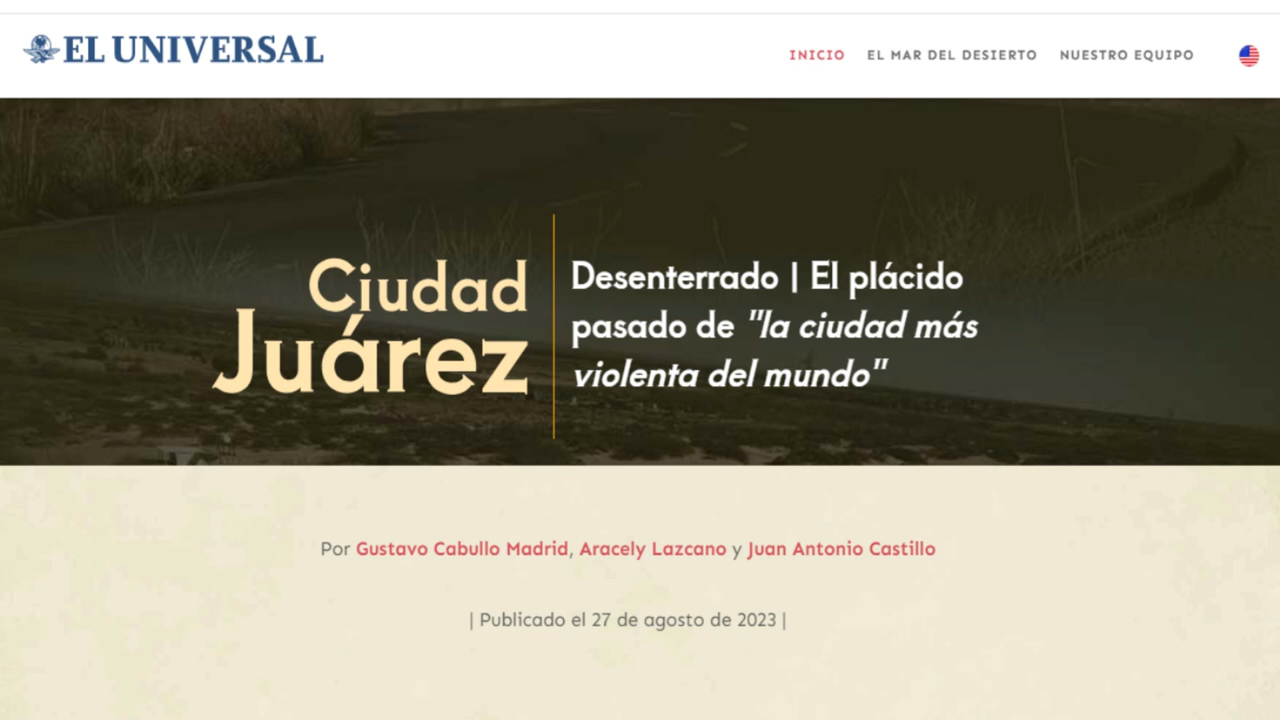 EL UNIVERSAL
INICIO EL MAR DEL DESIERTO NUESTRO EQUIPO
Ciudad
Juárez
Desenterrado | El plácido
pasado de "la ciudad más
violenta del mundo"
Por Gustavo Cabullo Madrid, Aracely Lazcano y Juan Antonio Castillo
| Publicado el 27 de agosto de 2023 |